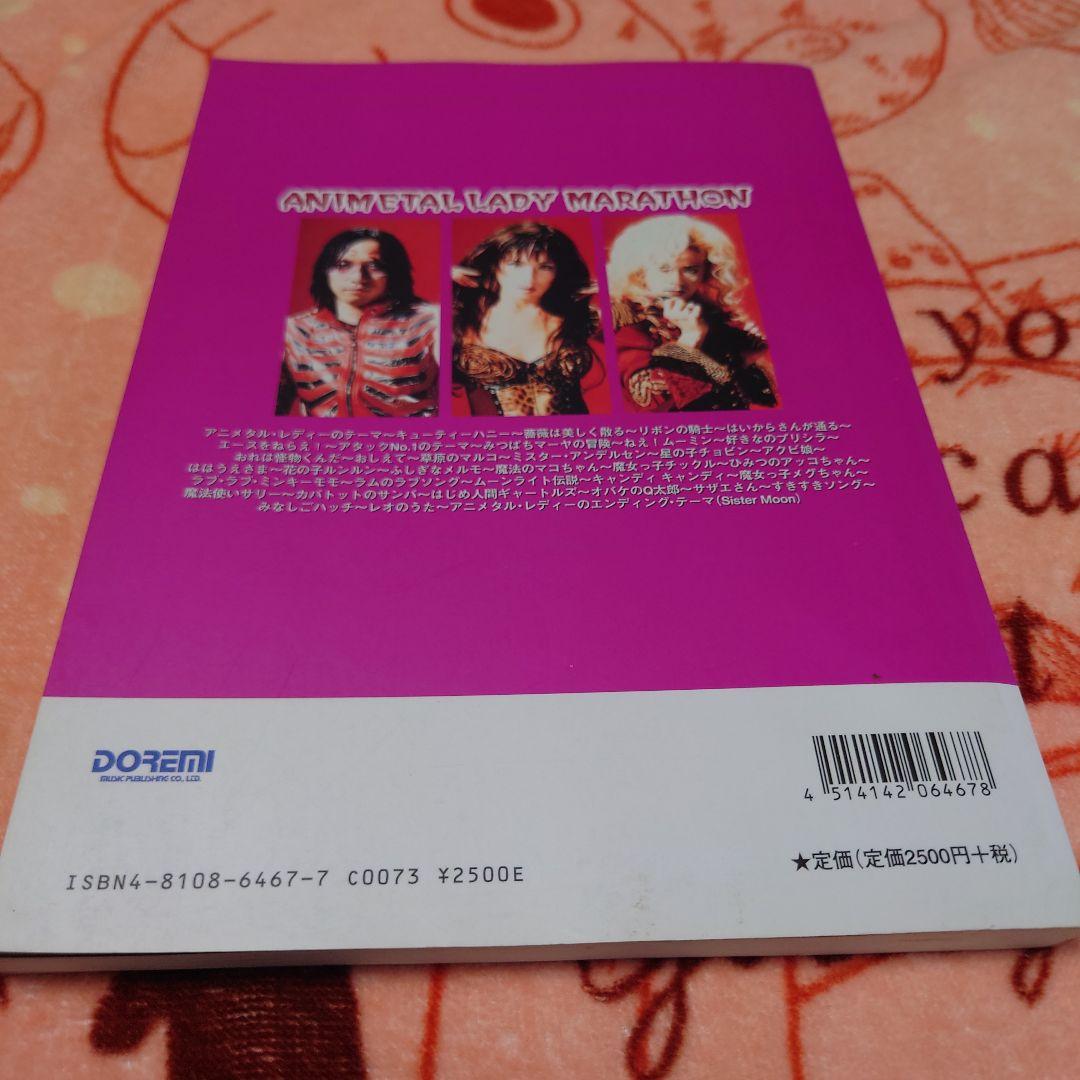 ANIMETAL LADY MARATHON
アニメタル・レディーのテーマ〜キューティーハニー〜薔薇は美しく散る〜リボンの騎士〜はいからさんが通る〜
エースをねらえ！〜アタックNo.1のテーマ〜みつばちマーヤの冒険〜ねえ！ムーミン〜好きなのプリシラ〜
おれは怪物くんだ〜おしえて〜草原のマルコ〜ミスター・アンデルセン〜星の子チョビン〜アクビ娘〜
ははうえさま〜花の子ルンルン〜ふしぎなメルモ〜魔法のマコちゃん〜魔女っ子チックル〜ひみつのアッコちゃん〜
ラブ・ラブ・ミンキーモモ〜ラムのラブソング〜ムーンライト伝説〜キャンディ キャンディ〜魔女っ子メグちゃん〜
魔法使いサリー〜カバトットのサンバ〜はじめ人間ギャートルズ〜オバケのQ太郎〜サザエさん〜すきすきソング〜
みなしごハッチ〜レオのうた〜アニメタル・レディーのエンディング・テーマ（Sister Moon）
DOREMI
MUSIC PUBLISHING CO., LTD.
4 514142 064678
★定価（定価2500円＋税）
ISBN4-8108-6467-7 C0073 ¥2500E
yo
ca